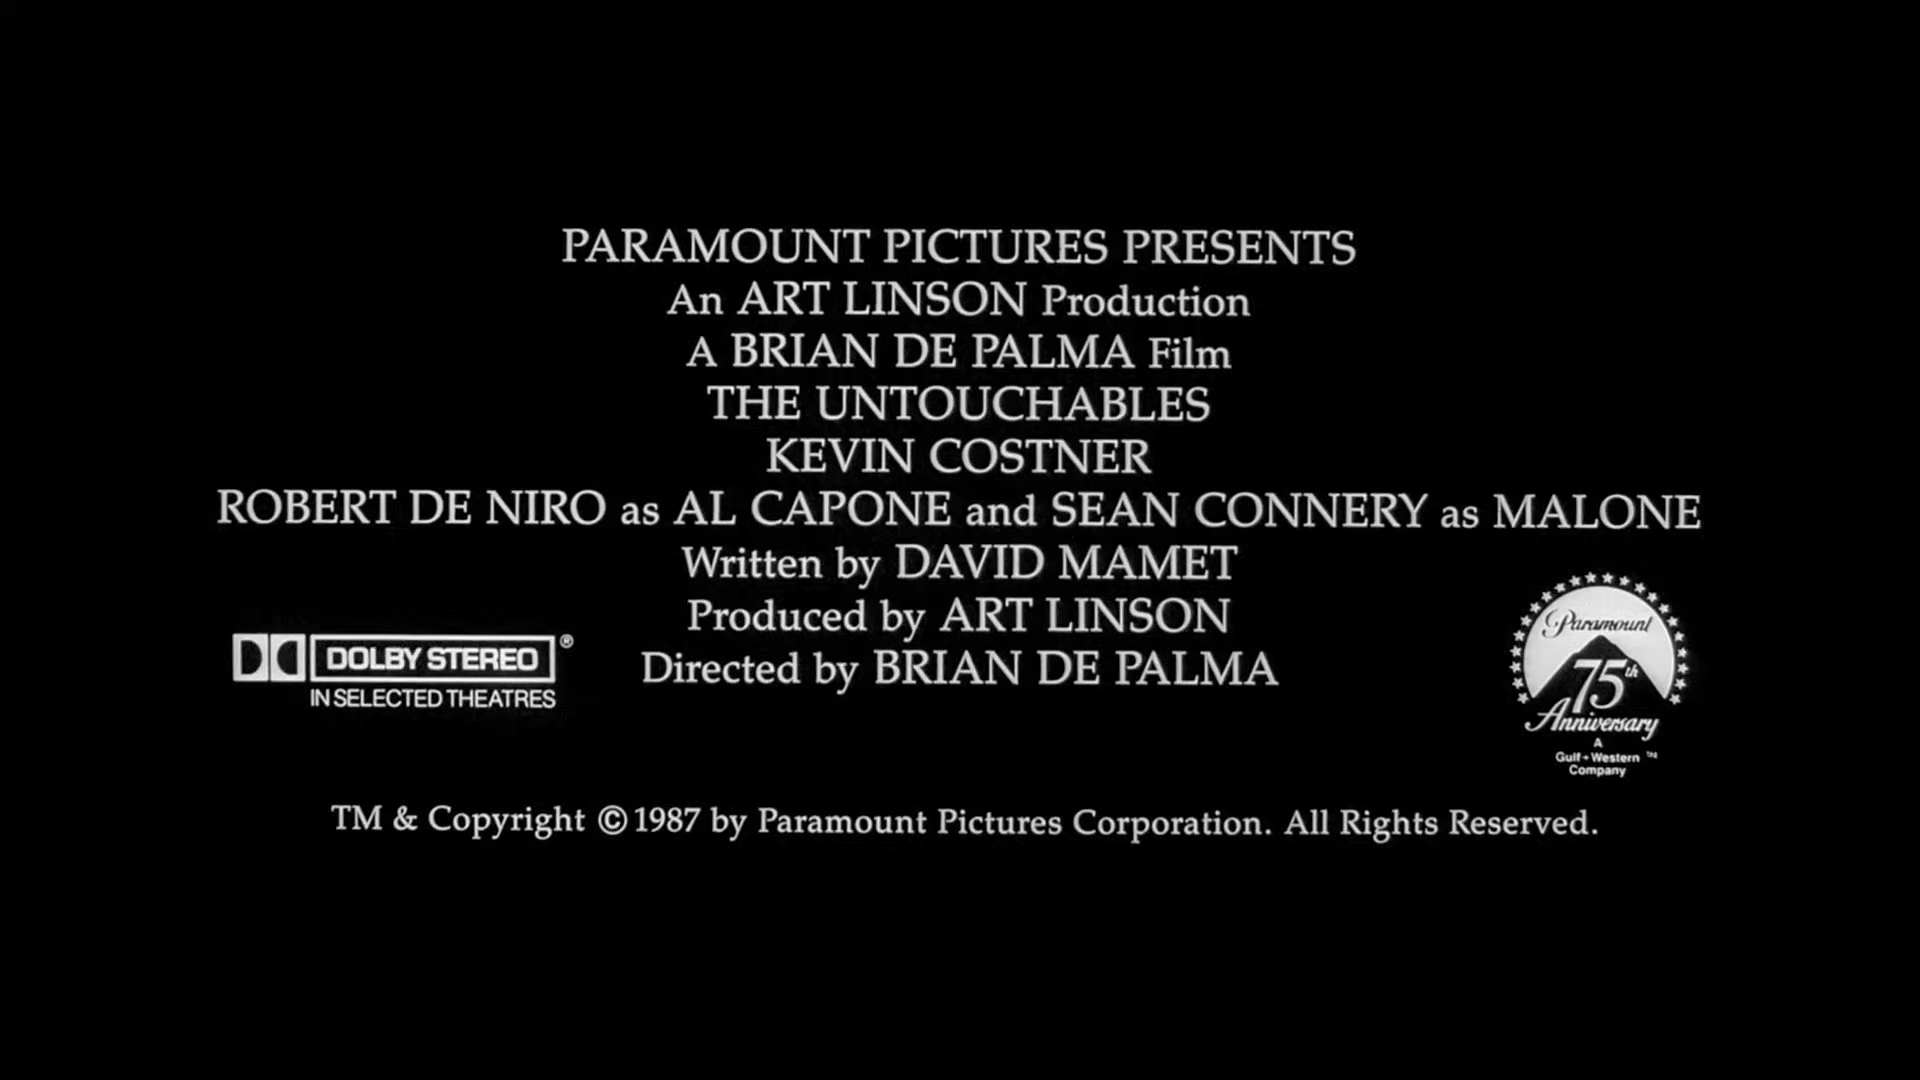 PARAMOUNT PICTURES PRESENTS
An ART LINSON Production
A BRIAN DE PALMA Film
THE UNTOUCHABLES
KEVIN COSTNER
ROBERT DE NIRO as AL CAPONE and SEAN CONNERY as MALONE
Written by DAVID MAMET
Produced by ART LINSON
Directed by BRIAN DE PALMA
DOLBY STEREO®
IN SELECTED THEATRES
Paramount
75th
Anniversary
A
Gulf+Western ™
Company
TM & Copyright © 1987 by Paramount Pictures Corporation. All Rights Reserved.